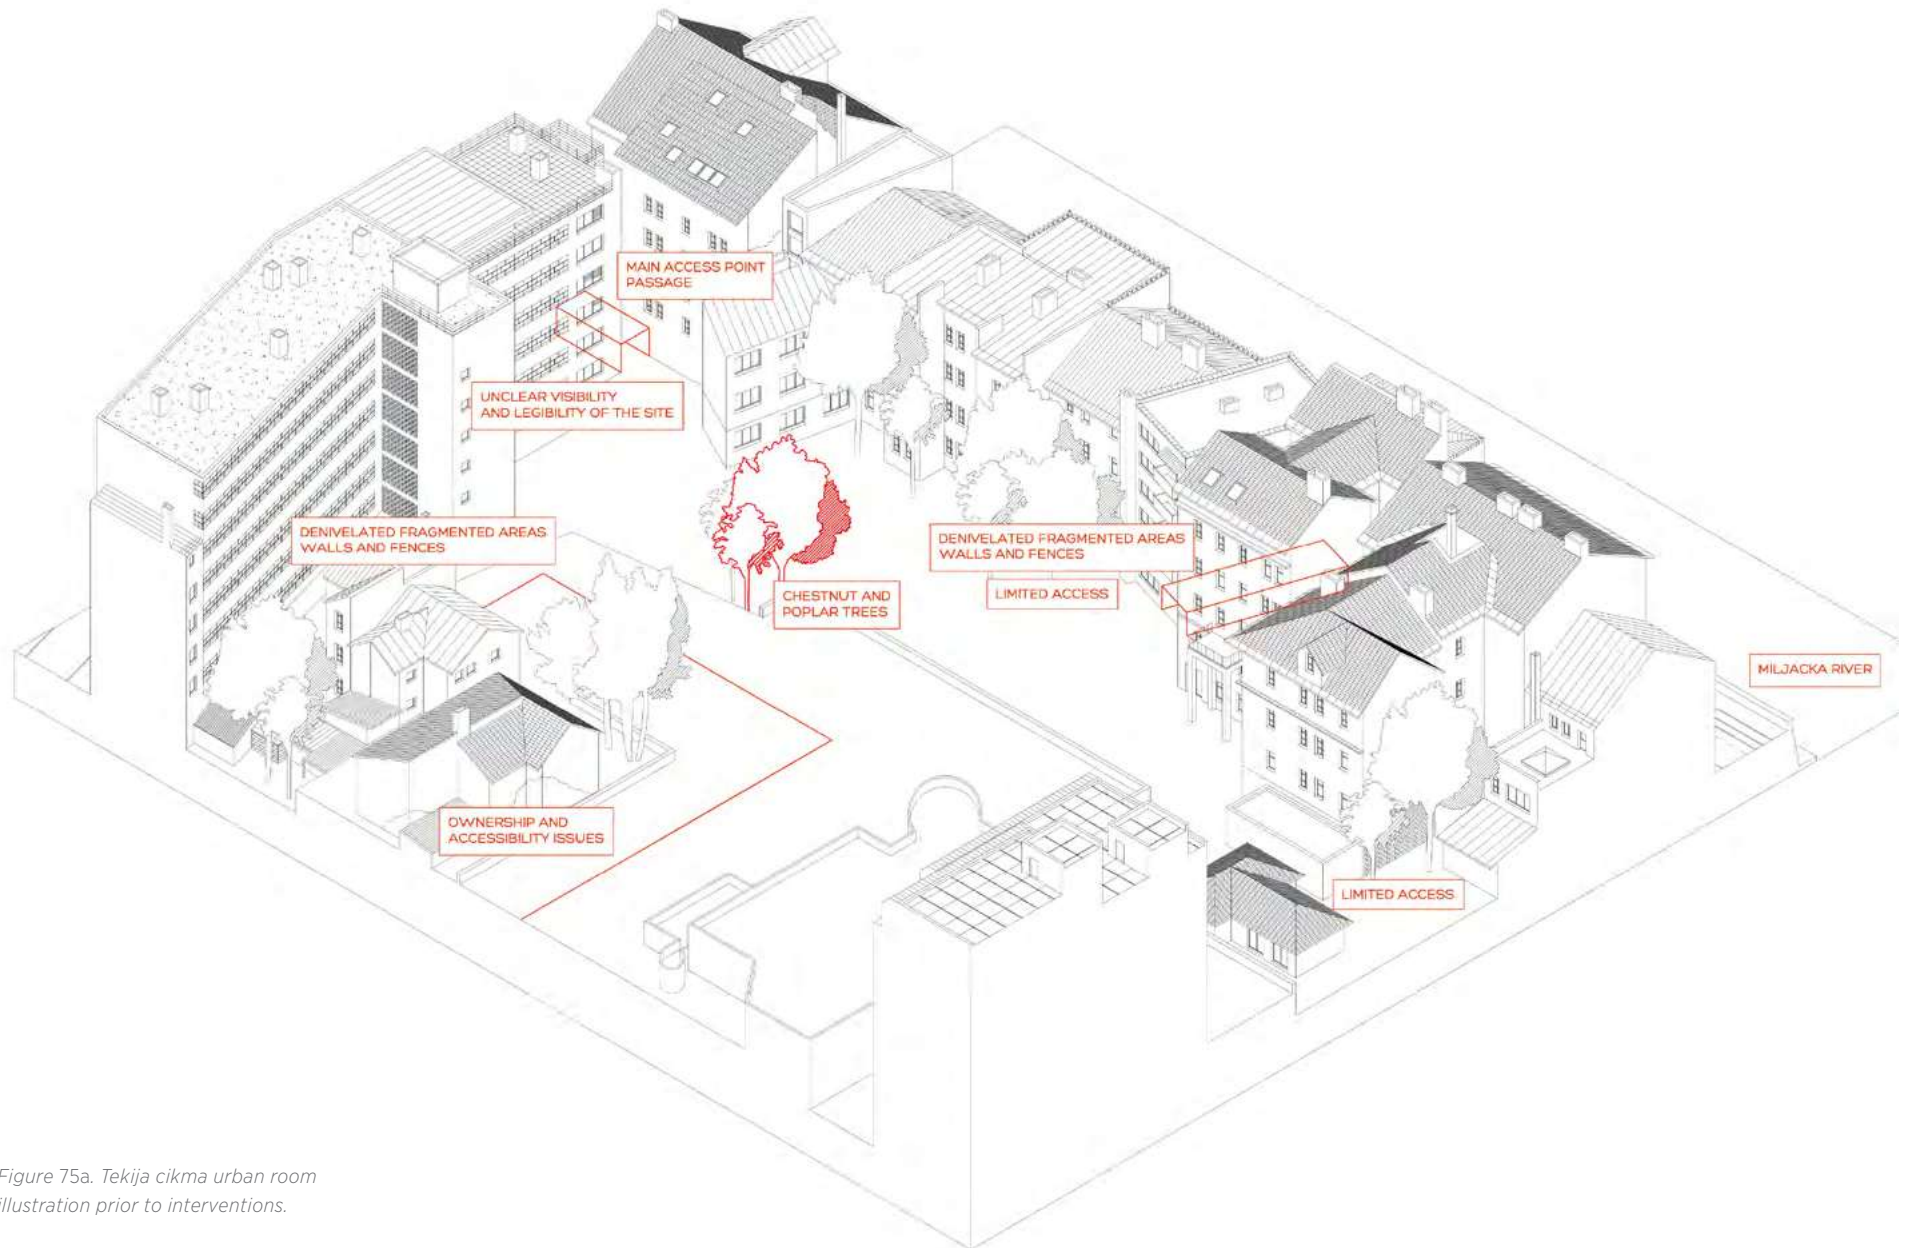 MAIN ACCESS POINT
PASSAGE
UNCLEAR VISIBILITY
AND LEGIBILITY OF THE SITE
DENIVELATED FRAGMENTED AREAS
WALLS AND FENCES
DENIVELATED FRAGMENTED AREAS
WALLS AND FENCES
LIMITED ACCESS
CHESTNUT AND
POPLAR TREES
MILJACKA RIVER
OWNERSHIP AND
ACCESSIBILITY ISSUES
LIMITED ACCESS
Figure 75a. Tekija cikma urban room
illustration prior to interventions.